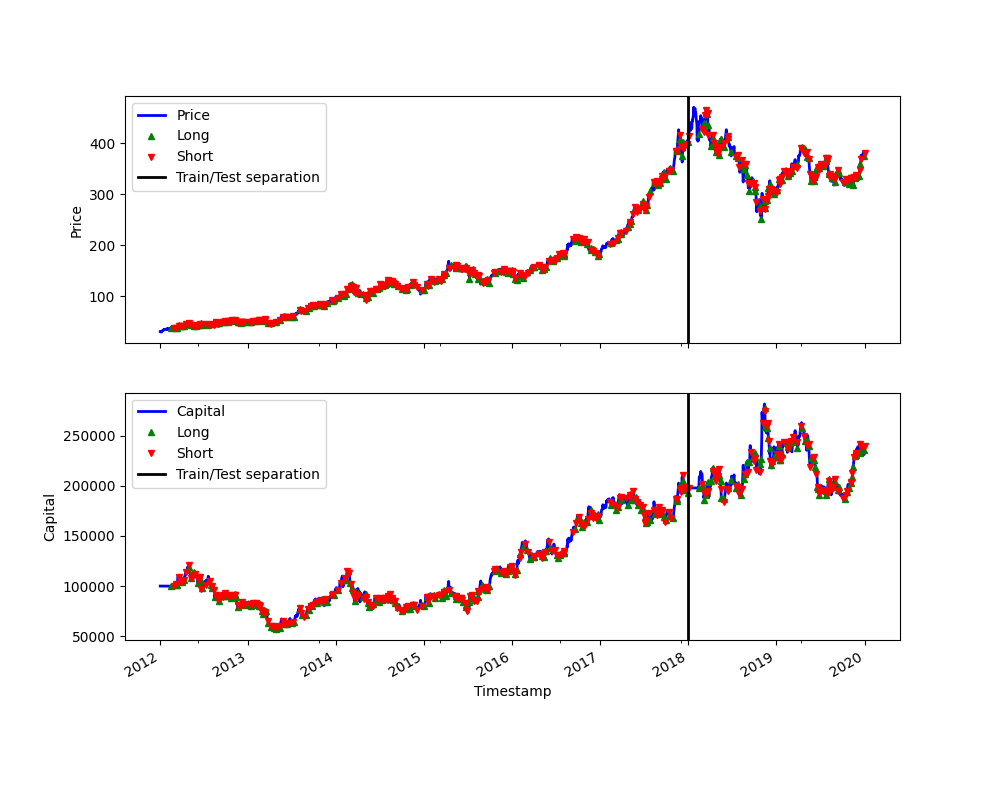 Price
Long
Short
Train/Test separation
400
300
200
100
Price
Capital
Long
Short
Train/Test separation
250000
200000
150000
100000
50000
Capital
2012 2013 2014 2015 2016 2017 2018 2019 2020
Timestamp